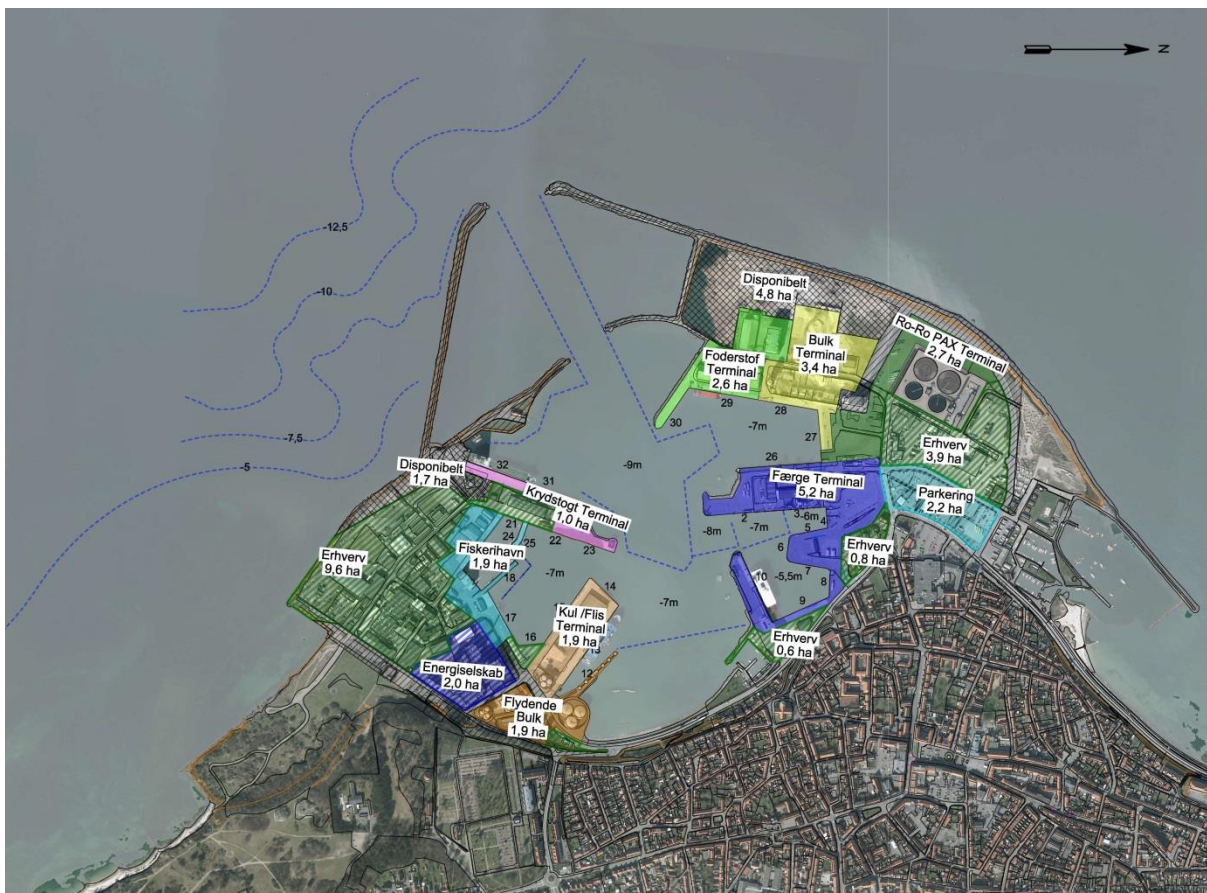 N
-12,5
-10
-7,5
-5
Disponibelt
4,8 ha
Ro-Ro PAX Terminal
2,7 ha
Bulk
Terminal
3,4 ha
Foderstof
Terminal
2,6 ha
29
28
30
-7m
27
Erhverv
3,9 ha
26
-9m
32
31
Disponibelt
1,7 ha
Krydstogt Terminal
1,0 ha
Færge Terminal
5,2 ha
Parkering
2,2 ha
2
3
-6m
4
-8m
-7m
5
21
24
25
22
23
6
Erhverv
0,8 ha
Fiskerihavn
1,9 ha
Erhverv
9,6 ha
-7m
18
10
-5,5m
7
8
9
14
-7m
17
Kul /Flis
Terminal
1,9 ha
16
13
12
Erhverv
0,6 ha
Energiselskab
2,0 ha
Flydende
Bulk
1,9 ha